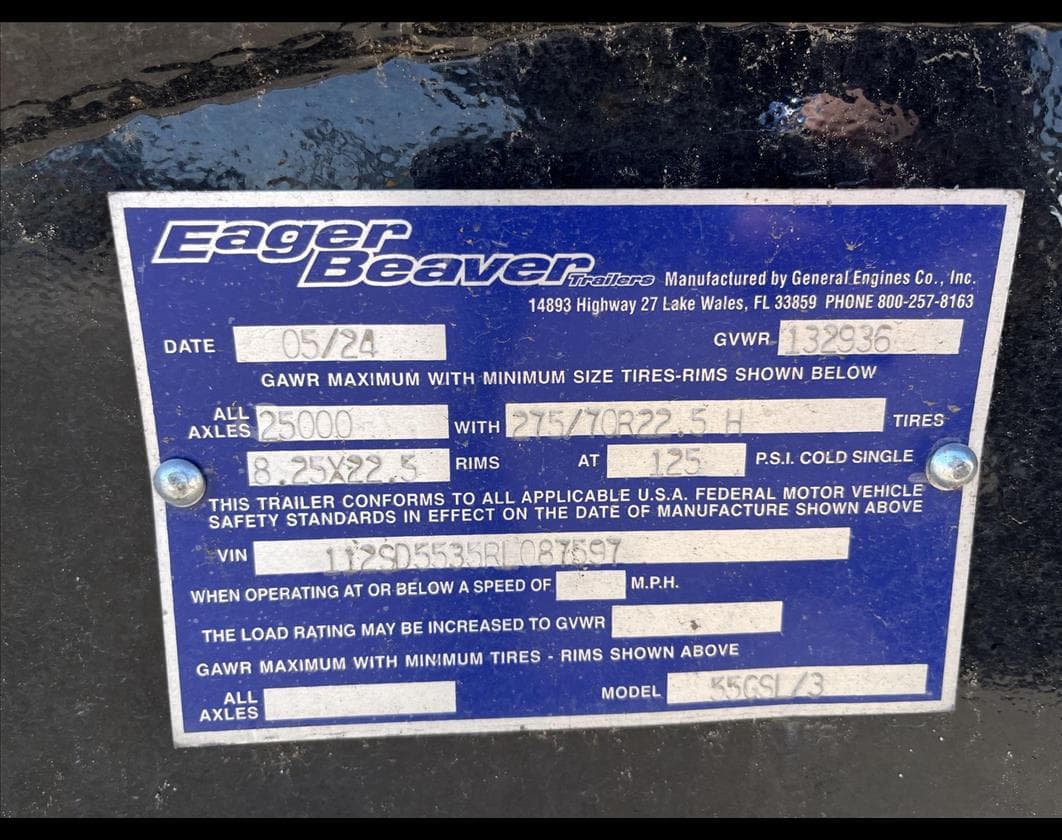 Eager
Beaver Trailers Manufactured by General Engines Co., Inc.
14893 Highway 27 Lake Wales, FL 33859 PHONE 800-257-8163
DATE 05/24 GVWR 132936
GAWR MAXIMUM WITH MINIMUM SIZE TIRES-RIMS SHOWN BELOW
ALL AXLES 25000 WITH 275/70R22.5 H TIRES
8.25X22.5 RIMS AT 125 P.S.I. COLD SINGLE
THIS TRAILER CONFORMS TO ALL APPLICABLE U.S.A. FEDERAL MOTOR VEHICLE
SAFETY STANDARDS IN EFFECT ON THE DATE OF MANUFACTURE SHOWN ABOVE
VIN 112SD5535RL087597
WHEN OPERATING AT OR BELOW A SPEED OF M.P.H.
THE LOAD RATING MAY BE INCREASED TO GVWR
GAWR MAXIMUM WITH MINIMUM TIRES - RIMS SHOWN ABOVE
ALL AXLES MODEL 55GSL/3